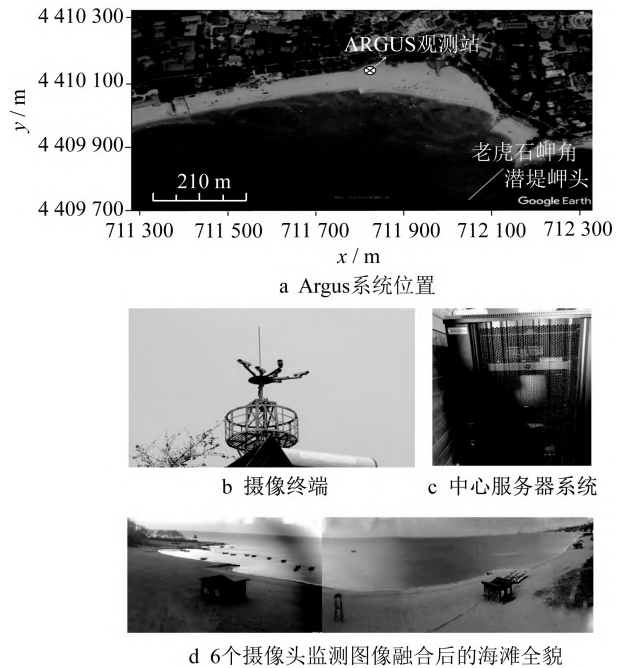 4 410 300
ARGUS观测站
4 410 100
y / m
4 409 900
老虎石岬角
潜堤岬头
210 m
Google Earth
4 409 700
711 300 711 500 711 700 711 900 712 100 712 300
x / m
a Argus系统位置
b 摄像终端
c 中心服务器系统
d 6个摄像头监测图像融合后的海滩全貌